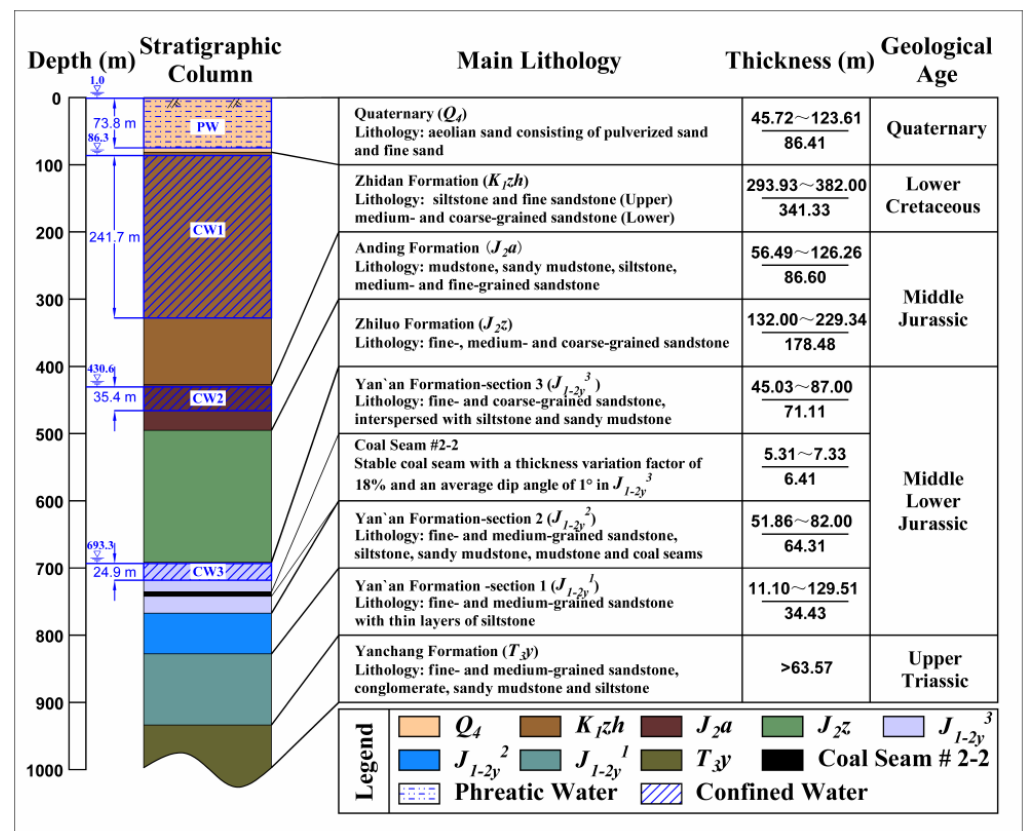 Depth (m)
Stratigraphic
Column
Main Lithology
Thickness (m)
Geological
Age
0
100
200
300
400
500
600
700
800
900
1000
1.0
73.8 m
86.3
241.7 m
430.6
35.4 m
693.3
24.9 m
PW
CW1
CW2
CW3
Quaternary (Q₄)
Lithology: aeolian sand consisting of pulverized sand
and fine sand
45.72~123.61
86.41
Quaternary
Zhidan Formation (K₁zh)
Lithology: siltstone and fine sandstone (Upper)
medium- and coarse-grained sandstone (Lower)
293.93~382.00
341.33
Lower
Cretaceous
Anding Formation (J₂a)
Lithology: mudstone, sandy mudstone, siltstone,
medium- and fine-grained sandstone
56.49~126.26
86.60
Zhiluo Formation (J₂z)
Lithology: fine-, medium- and coarse-grained sandstone
132.00~229.34
178.48
Middle
Jurassic
Yan`an Formation-section 3 (J₁₋₂y³)
Lithology: fine- and coarse-grained sandstone,
interspersed with siltstone and sandy mudstone
45.03~87.00
71.11
Coal Seam #2-2
Stable coal seam with a thickness variation factor of
18% and an average dip angle of 1° in J₁₋₂y³
5.31~7.33
6.41
Yan`an Formation-section 2 (J₁₋₂y²)
Lithology: fine- and medium-grained sandstone,
siltstone, sandy mudstone, mudstone and coal seams
51.86~82.00
64.31
Yan`an Formation -section 1 (J₁₋₂y¹)
Lithology: fine- and medium-grained sandstone
with thin layers of siltstone
11.10~129.51
34.43
Middle
Lower
Jurassic
Yanchang Formation (T₃y)
Lithology: fine- and medium-grained sandstone,
conglomerate, sandy mudstone and siltstone
>63.57
Upper
Triassic
Legend
Q₄ K₁zh J₂a J₂z J₁₋₂y³
J₁₋₂y² J₁₋₂y¹ T₃y Coal Seam # 2-2
Phreatic Water Confined Water